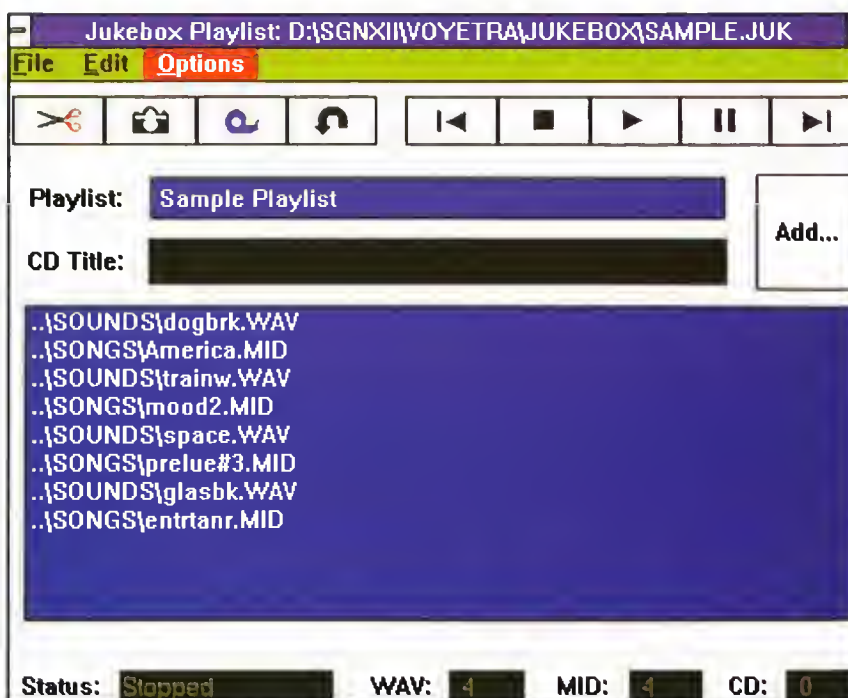 Jukebox Playlist: D:\SGNXII\VOYETRA\JUKEBOX\SAMPLE.JUK
File Edit Options
Playlist: Sample Playlist
Add...
CD Title:
..\SOUNDS\dogbrk.WAV
..\SONGS\America.MID
..\SOUNDS\trainw.WAV
..\SONGS\mood2.MID
..\SOUNDS\space.WAV
..\SONGS\prelue#3.MID
..\SOUNDS\glasbk.WAV
..\SONGS\entrtanr.MID
Status: Stopped WAV: 4 MID: 4 CD: 0